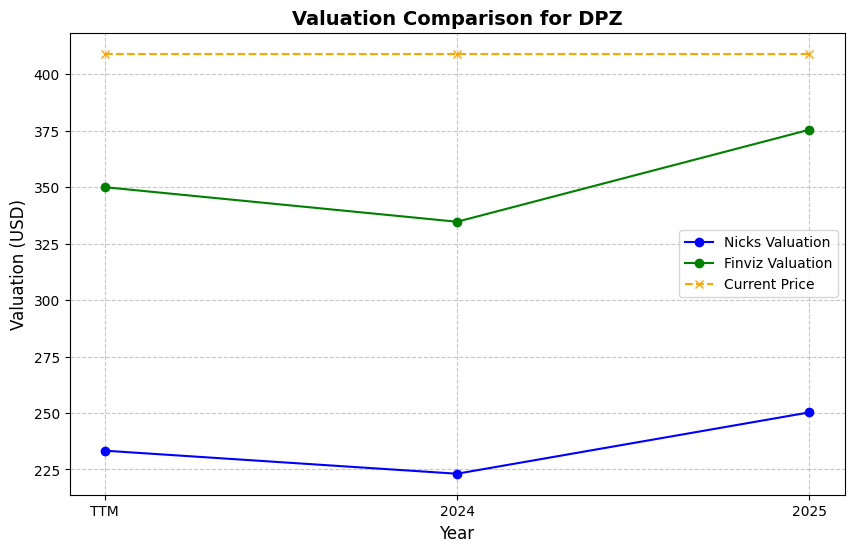 Valuation Comparison for DPZ
Valuation (USD)
400
375
350
325
300
275
250
225
Nicks Valuation
Finviz Valuation
Current Price
TTM
2024
2025
Year